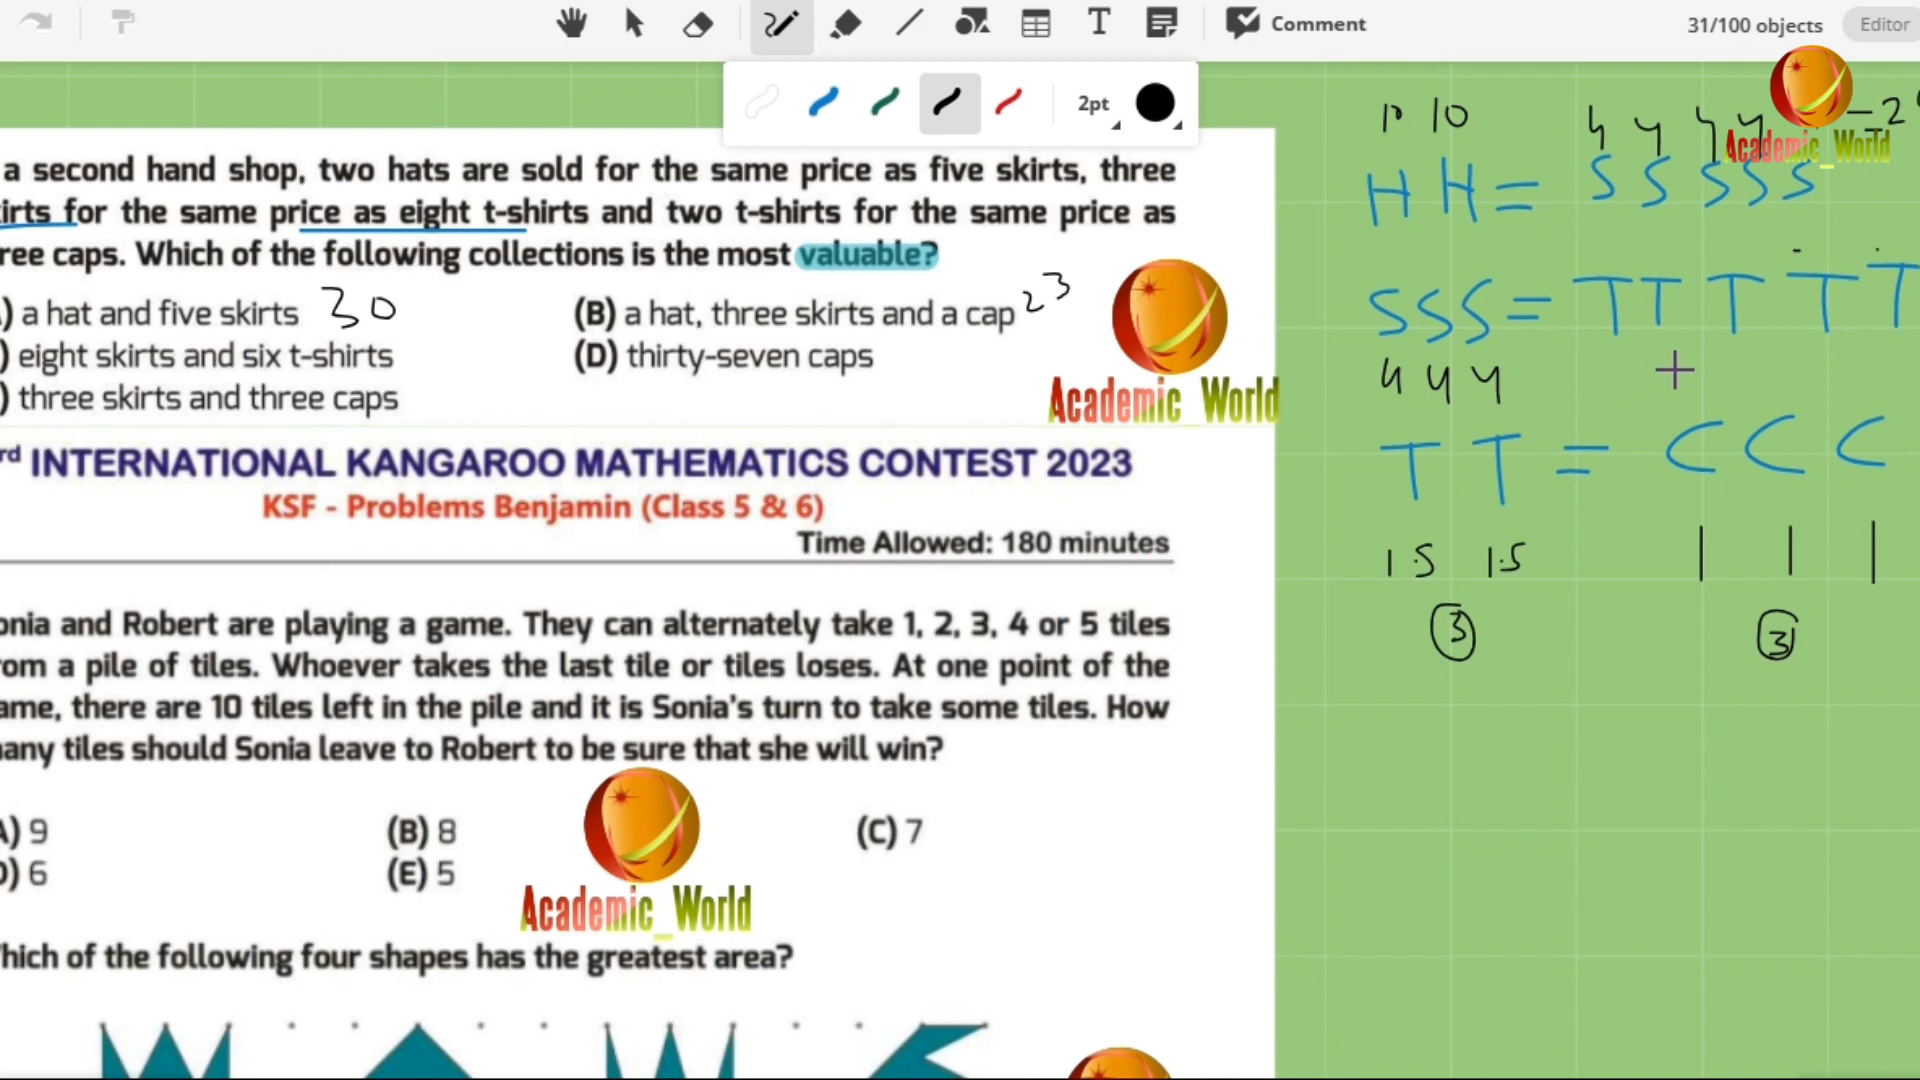 Comment
31/100 objects
Editor
2pt
10 10 4 4 4 4 = 2
Academic_World
H H = S S S S S
a second hand shop, two hats are sold for the same price as five skirts, three
irts for the same price as eight t-shirts and two t-shirts for the same price as
ree caps. Which of the following collections is the most valuable?
) a hat and five skirts 30
(B) a hat, three skirts and a cap 23
) eight skirts and six t-shirts
(D) thirty-seven caps
) three skirts and three caps
Academic_World
S S S = T T T T T
4 4 4
T T = C C C
1.5 1.5 1 1 1
3 3
rd INTERNATIONAL KANGAROO MATHEMATICS CONTEST 2023
KSF - Problems Benjamin (Class 5 & 6)
Time Allowed: 180 minutes
onia and Robert are playing a game. They can alternately take 1, 2, 3, 4 or 5 tiles
rom a pile of tiles. Whoever takes the last tile or tiles loses. At one point of the
ame, there are 10 tiles left in the pile and it is Sonia's turn to take some tiles. How
any tiles should Sonia leave to Robert to be sure that she will win?
A) 9
(B) 8
(C) 7
D) 6
(E) 5
Academic_World
hich of the following four shapes has the greatest area?